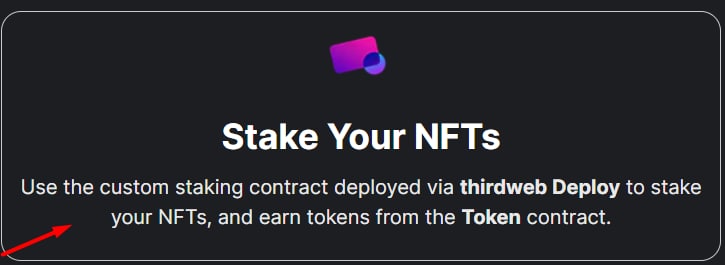 Stake Your NFTs
Use the custom staking contract deployed via thirdweb Deploy to stake
your NFTs, and earn tokens from the Token contract.